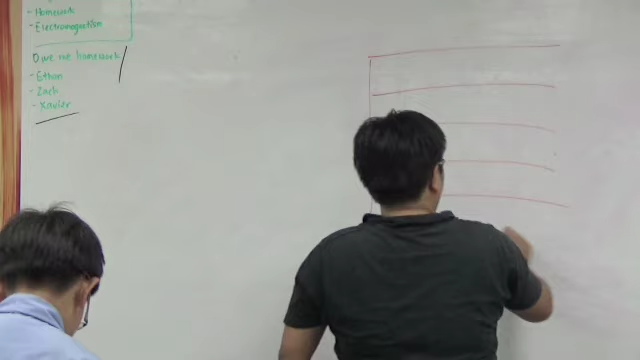 - Homework
- Electromagnetism
Owe me homework
- Ethan
- Zach
- Xavier